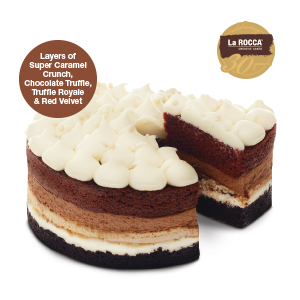 Layers of
Super Caramel
Crunch,
Chocolate Truffle,
Truffle Royale
& Red Velvet
La ROCCA